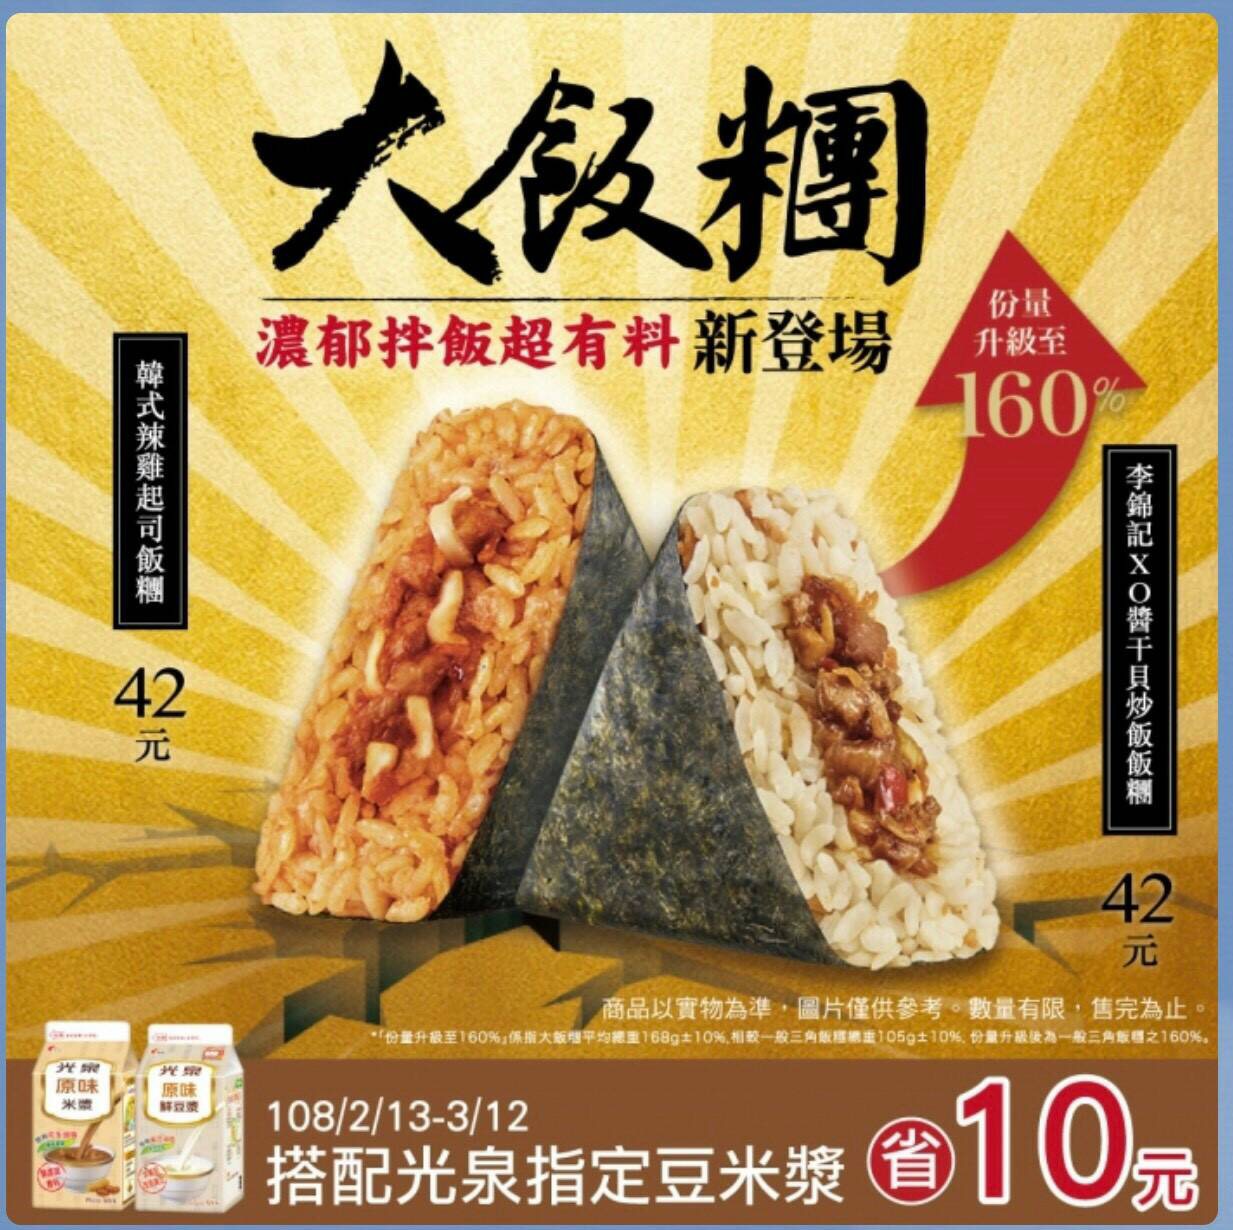 大飯糰
濃郁拌飯超有料 新登場
份量
升級至
160%
韓式辣雞起司飯糰
42
元
李錦記XO醬干貝炒飯飯糰
42
元
商品以實物為準，圖片僅供參考。數量有限，售完為止。
*「份量升級至160%」係指大飯糰平均總重168g±10%,相較一般三角飯糰總重105g±10%, 份量升級後為一般三角飯糰之160%。
光泉
原味
米漿
光泉
原味
鮮豆漿
108/2/13-3/12
搭配光泉指定豆米漿 省10元